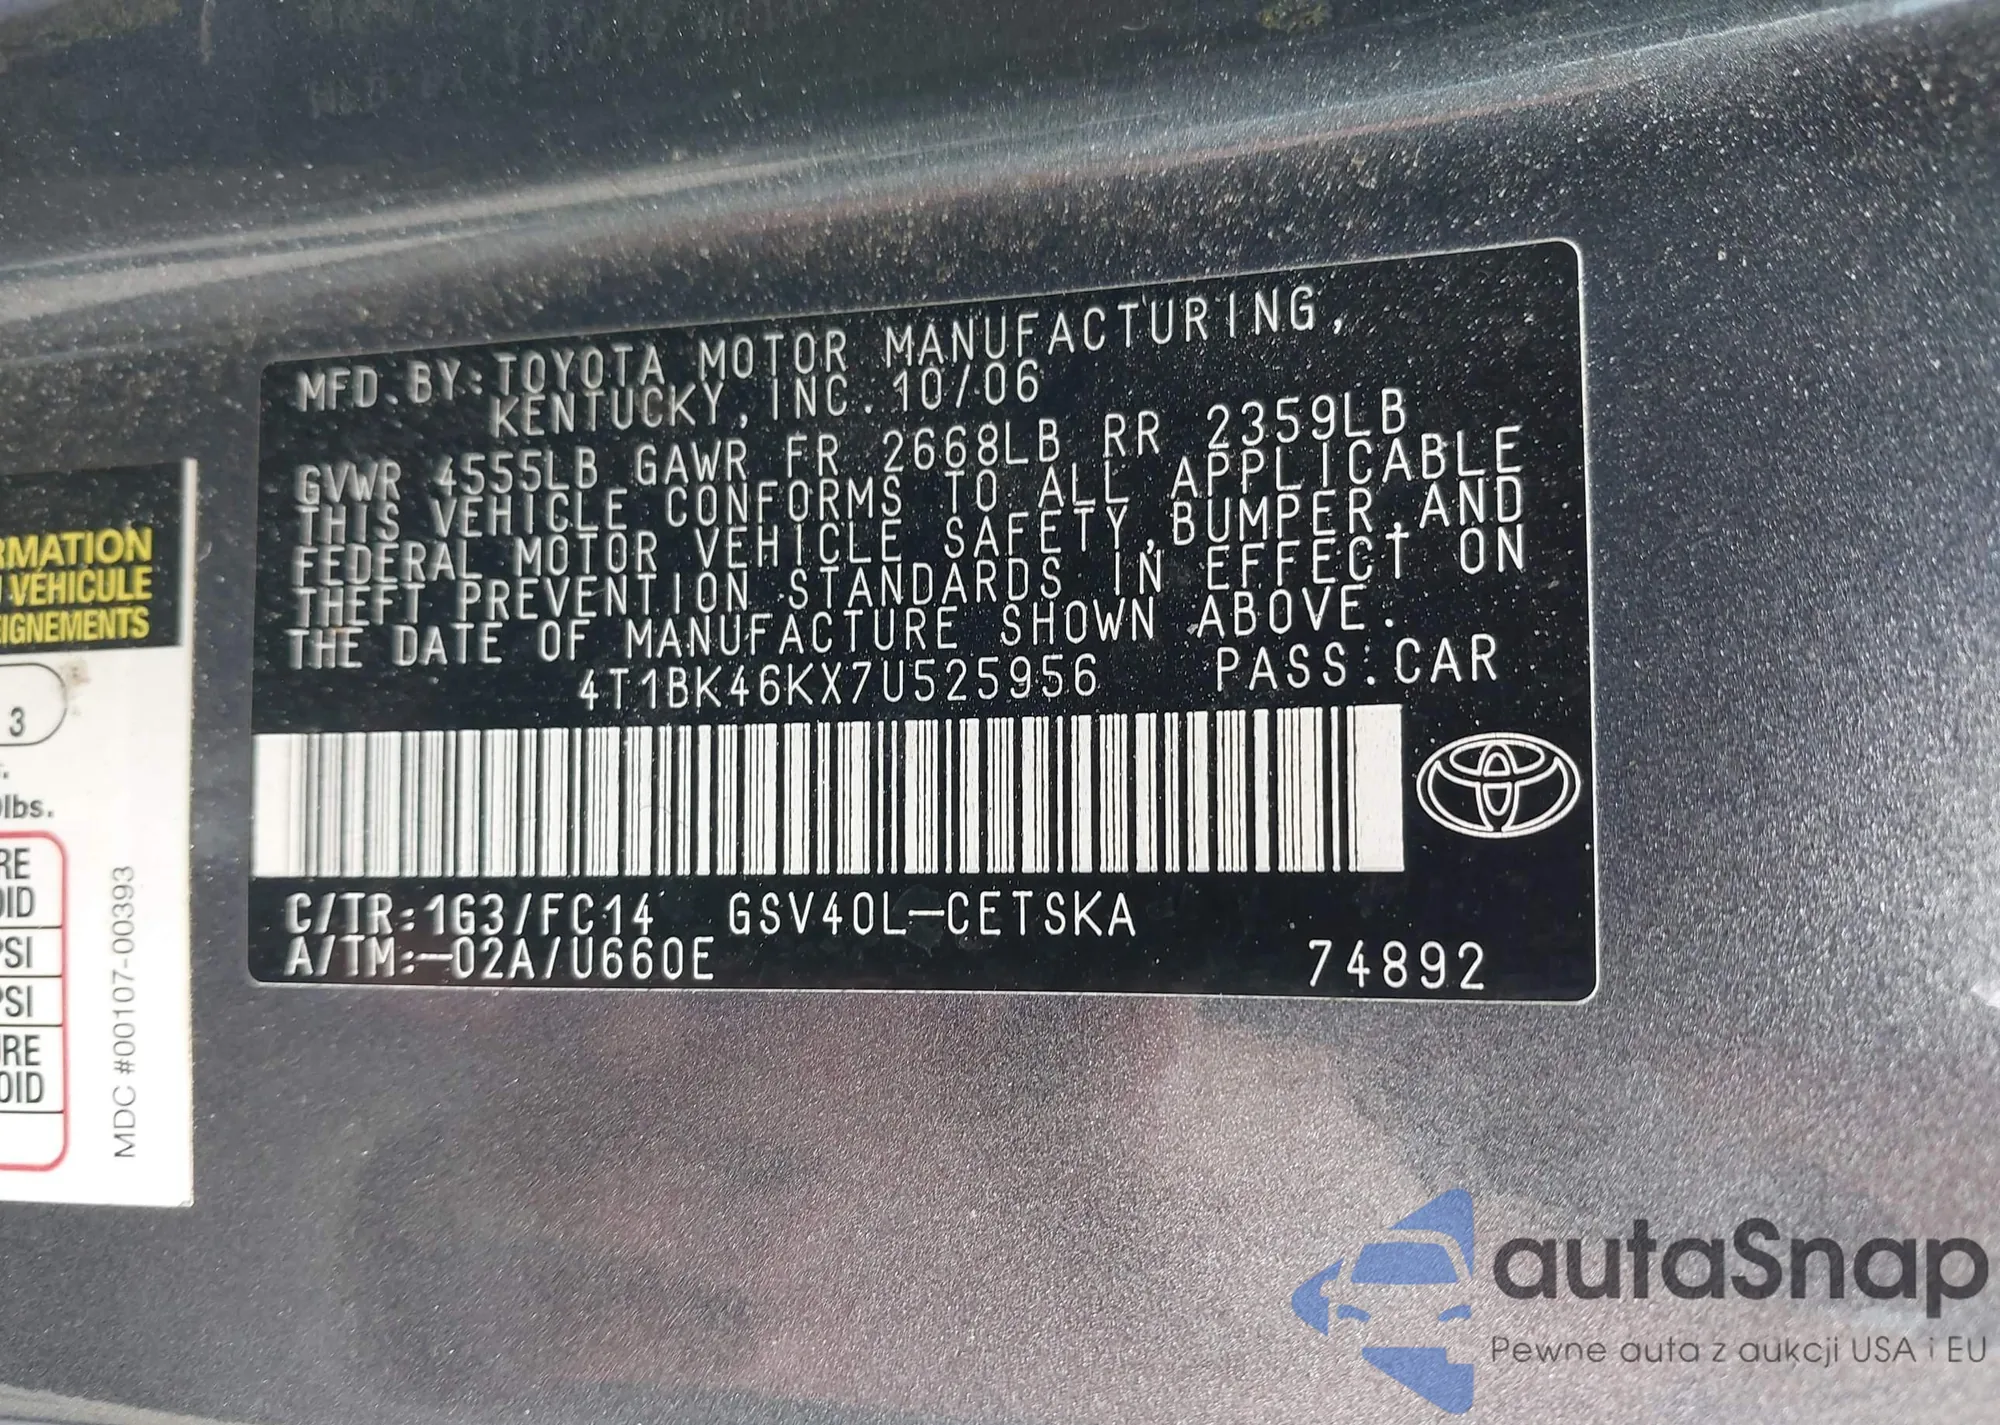 MFD.BY:TOYOTA MOTOR MANUFACTURING,
KENTUCKY, INC. 10/06
GVWR 4555LB GAWR FR 2668LB RR 2359LB
THIS VEHICLE CONFORMS TO ALL APPLICABLE
FEDERAL MOTOR VEHICLE SAFETY,BUMPER,AND
THEFT PREVENTION STANDARDS IN EFFECT ON
THE DATE OF MANUFACTURE SHOWN ABOVE.
4T1BK46KX7U525956 PASS.CAR
C/TR:1G3/FC14 GSV40L-CETSKA
A/TM:-02A/U660E 74892
RMATION
VÉHICULE
EIGNEMENTS
3
lbs.
RE
OID
PSI
PSI
URE
OID
MDC #00107-00393
autaSnap
Pewne auta z aukcji USA i EU